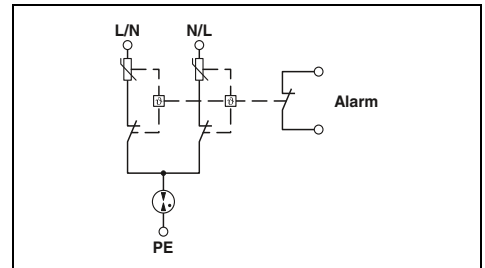 L/N N/L
ϑ ϑ
Alarm
PE